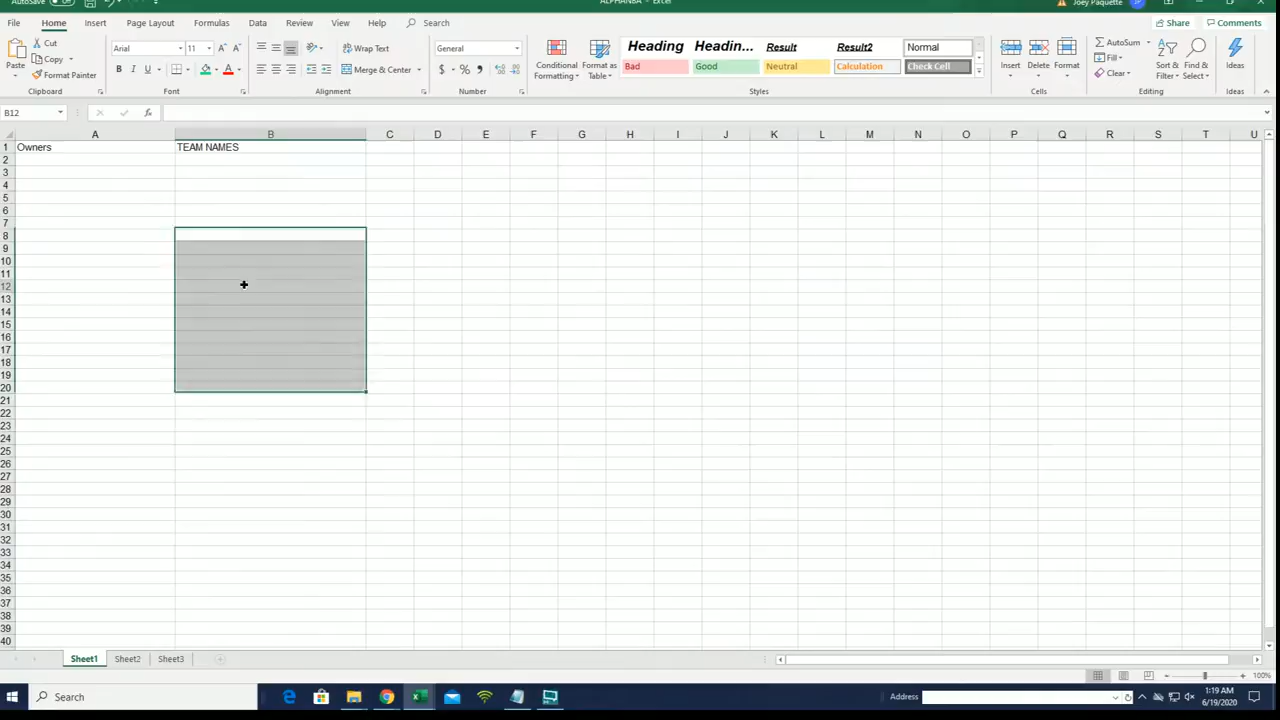 AutoSave Off ALPHANBA - Excel Joey Paquette JP
File Home Insert Page Layout Formulas Data Review View Help Search Share Comments
Paste Cut Copy Format Painter Clipboard
Arial 11 A A B I U A Font
Wrap Text Merge & Center Alignment
General $ % Number
Conditional Formatting Format as Table
Heading Headin... Result Result2 Normal
Bad Good Neutral Calculation Check Cell
Styles
Insert Delete Format Cells
AutoSum Fill Clear Sort & Filter Find & Select Editing
Ideas Ideas
B12 fx
A B C D E F G H I J K L M N O P Q R S T U
1 Owners TEAM NAMES
2
3
4
5
6
7
8
9
10
11
12
13
14
15
16
17
18
19
20
21
22
23
24
25
26
27
28
29
30
31
32
33
34
35
36
37
38
39
40
Sheet1 Sheet2 Sheet3
100%
Search Address 1:19 AM
6/19/2020